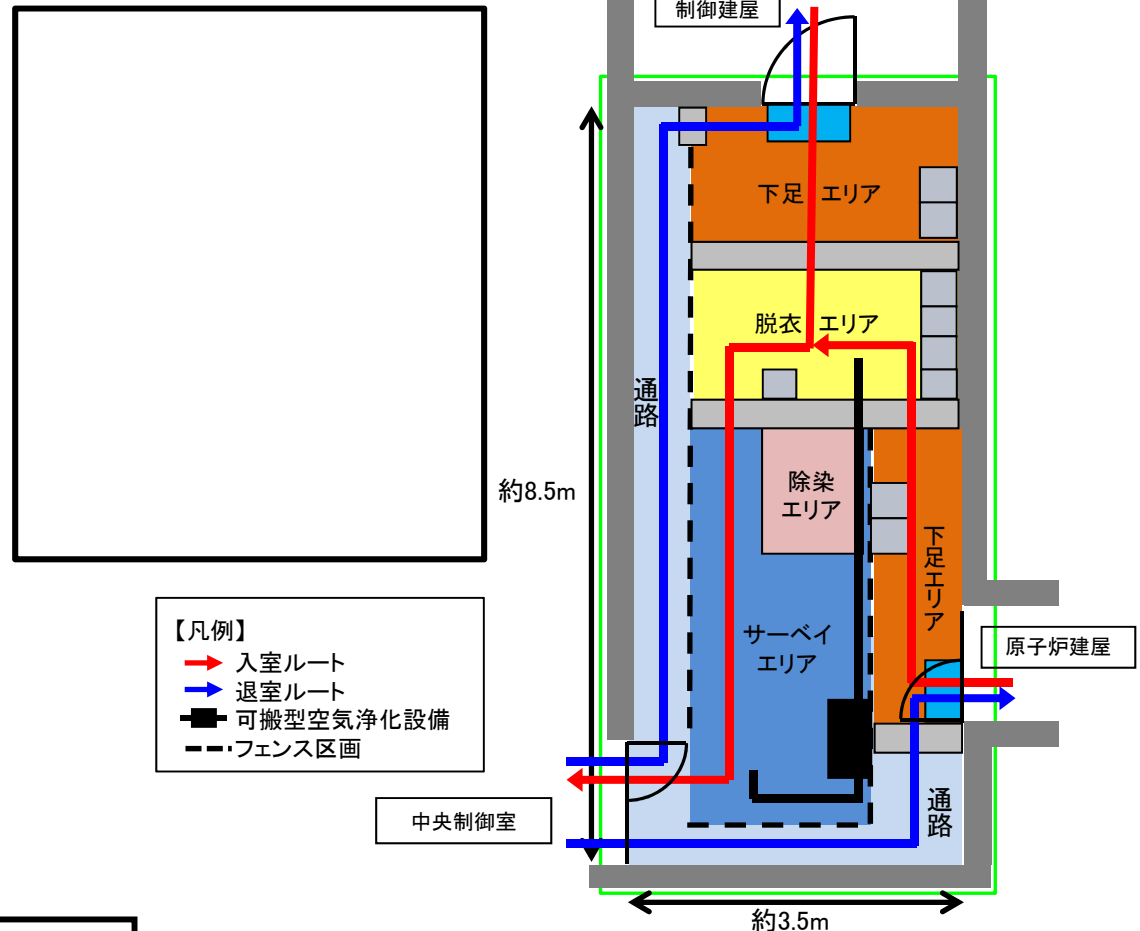 制御建屋
下足エリア
脱衣エリア
通路
約8.5m
除染
エリア
下足エリア
サーベイ
エリア
原子炉建屋
【凡例】
入室ルート
退室ルート
可搬型空気浄化設備
フェンス区画
中央制御室
通路
約3.5m